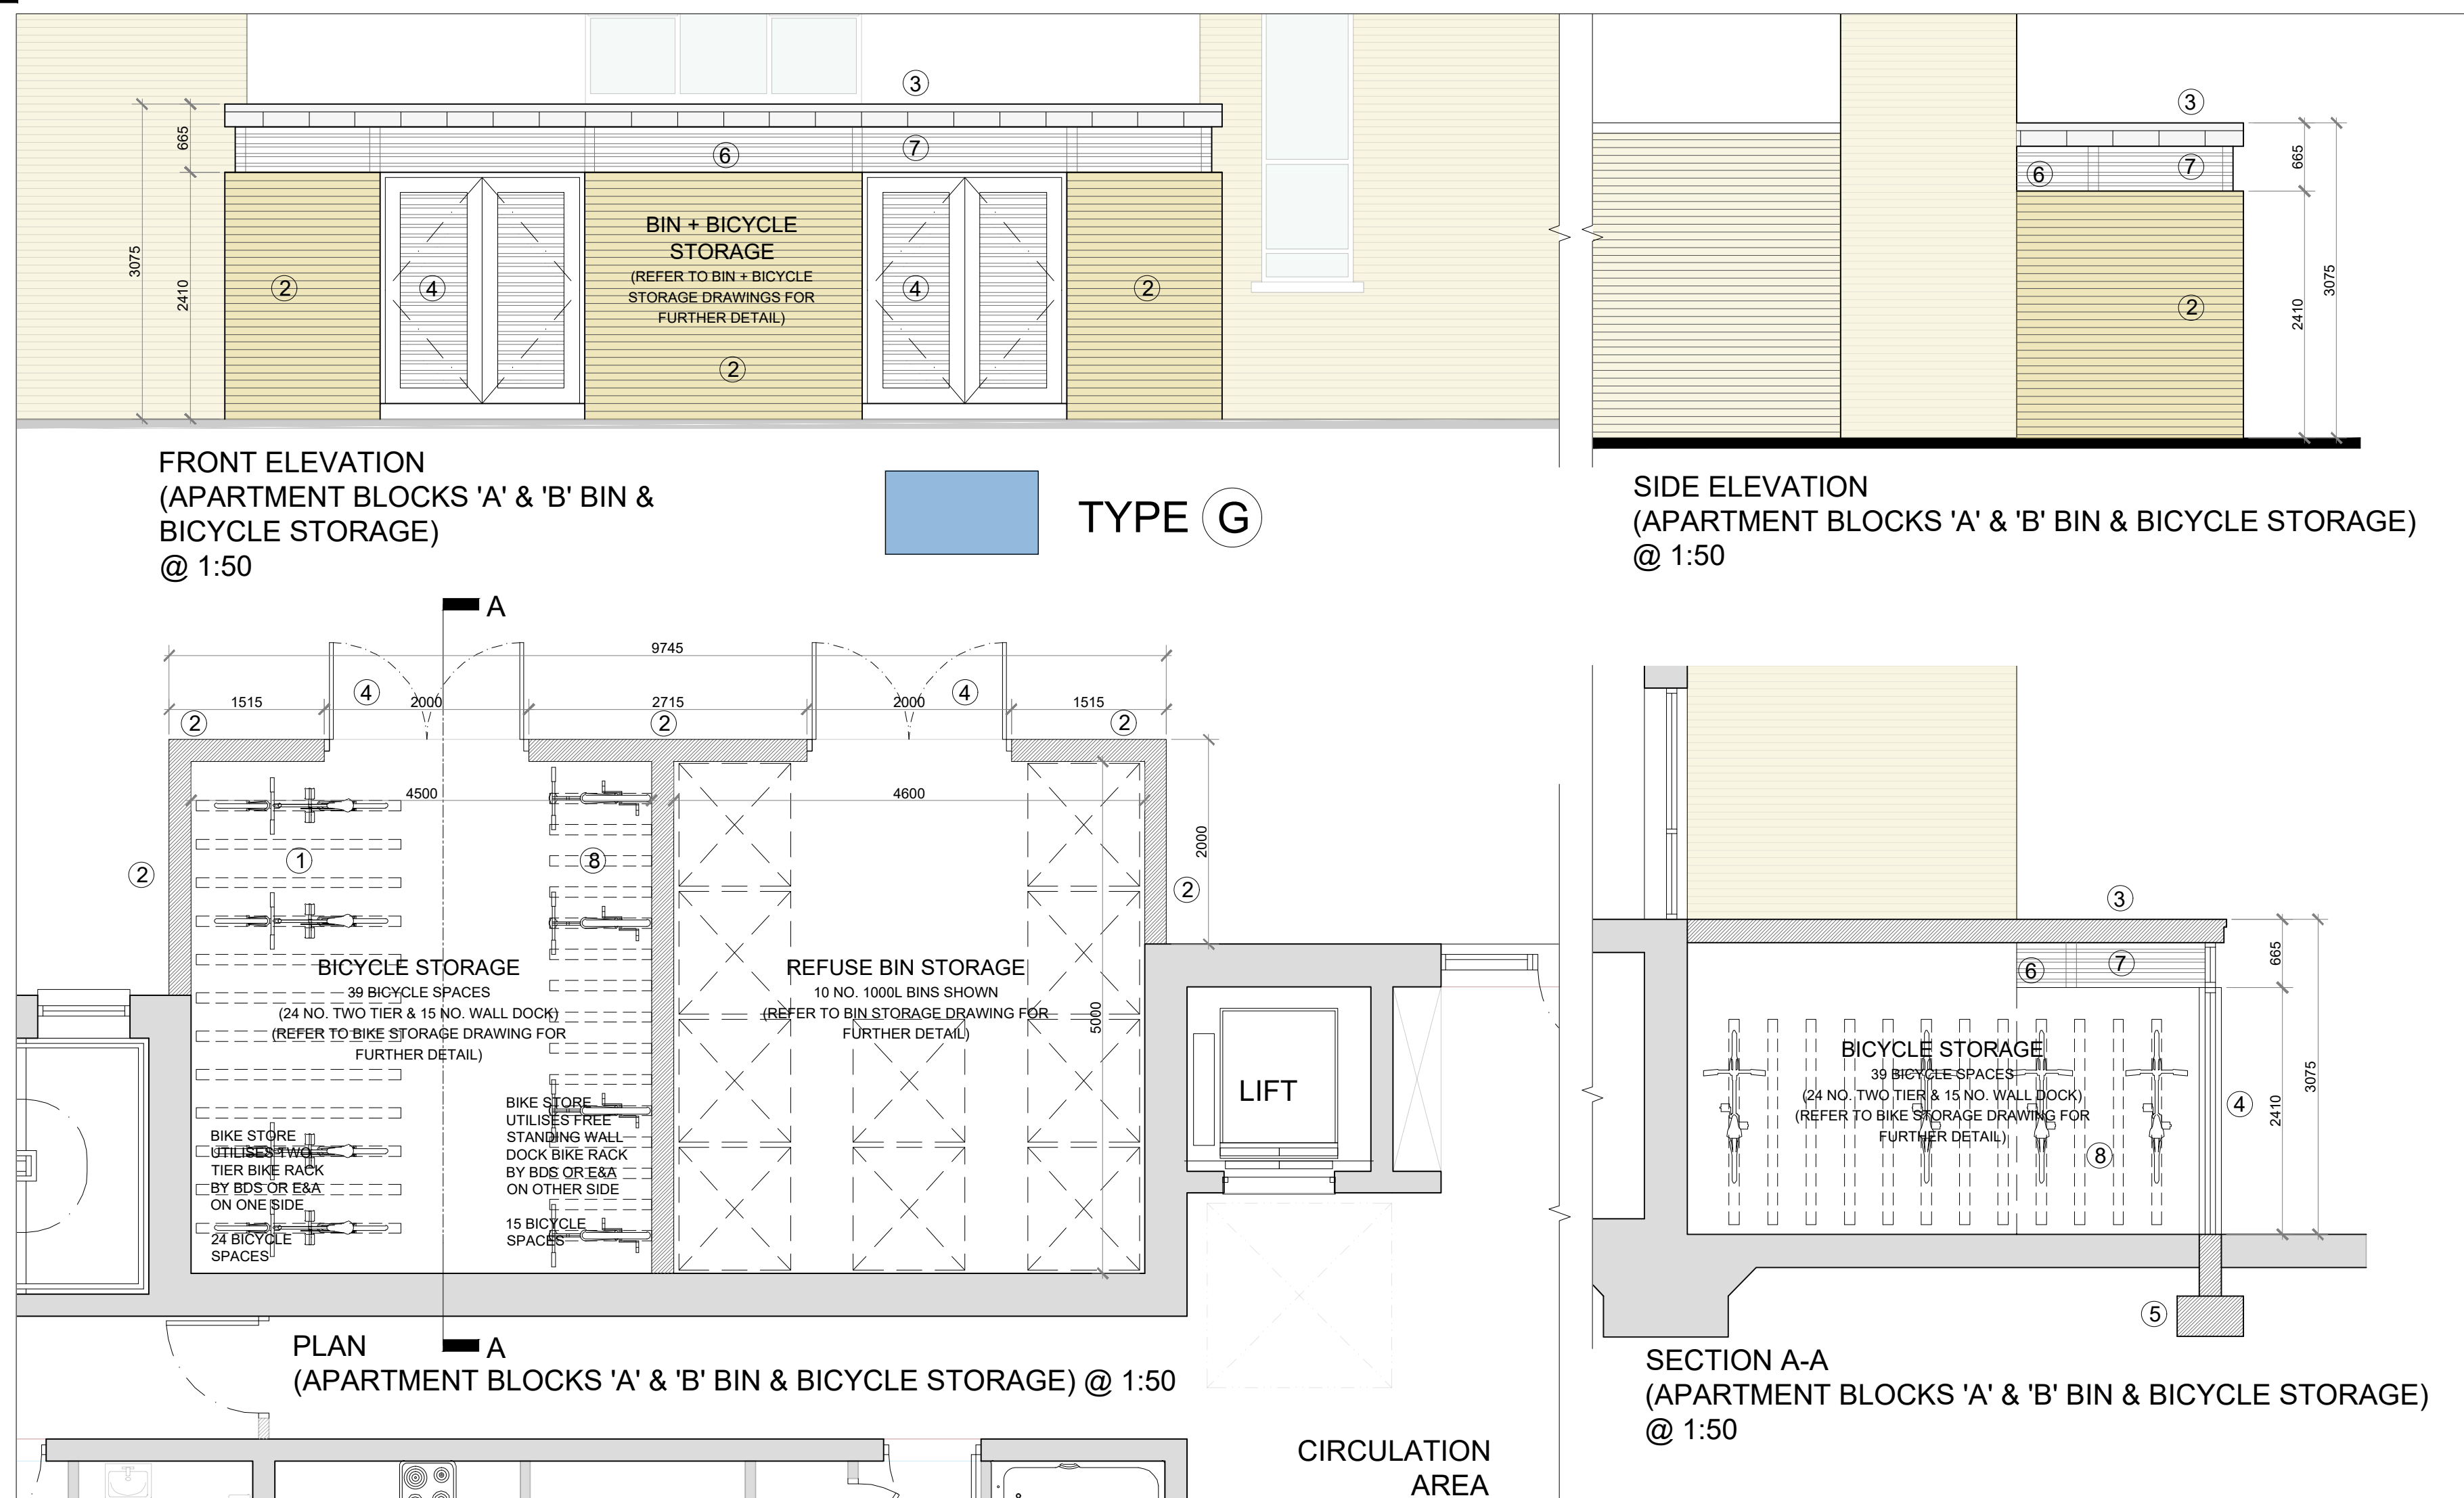 3
665
3075
2410
6
7
2
4
4
2
BIN + BICYCLE
STORAGE
(REFER TO BIN + BICYCLE
STORAGE DRAWINGS FOR
FURTHER DETAIL)
2
FRONT ELEVATION
(APARTMENT BLOCKS 'A' & 'B' BIN &
BICYCLE STORAGE)
@ 1:50
TYPE G
3
6
7
665
3075
2410
2
SIDE ELEVATION
(APARTMENT BLOCKS 'A' & 'B' BIN & BICYCLE STORAGE)
@ 1:50
A
9745
1515
4
2000
2715
2000
4
1515
2
2
2
4500
4600
2000
2
1
8
2
BICYCLE STORAGE
39 BICYCLE SPACES
(24 NO. TWO TIER & 15 NO. WALL DOCK)
(REFER TO BIKE STORAGE DRAWING FOR
FURTHER DETAIL)
REFUSE BIN STORAGE
10 NO. 1000L BINS SHOWN
(REFER TO BIN STORAGE DRAWING FOR
FURTHER DETAIL)
5000
BIKE STORE
UTILISES TWO
TIER BIKE RACK
BY BDS OR E&A
ON ONE SIDE
24 BICYCLE
SPACES
BIKE STORE
UTILISES FREE
STANDING WALL
DOCK BIKE RACK
BY BDS OR E&A
ON OTHER SIDE
15 BICYCLE
SPACES
LIFT
PLAN
A
(APARTMENT BLOCKS 'A' & 'B' BIN & BICYCLE STORAGE) @ 1:50
CIRCULATION
AREA
3
6
7
665
3075
2410
4
BICYCLE STORAGE
39 BICYCLE SPACES
(24 NO. TWO TIER & 15 NO. WALL DOCK)
(REFER TO BIKE STORAGE DRAWING FOR
FURTHER DETAIL)
8
5
SECTION A-A
(APARTMENT BLOCKS 'A' & 'B' BIN & BICYCLE STORAGE)
@ 1:50